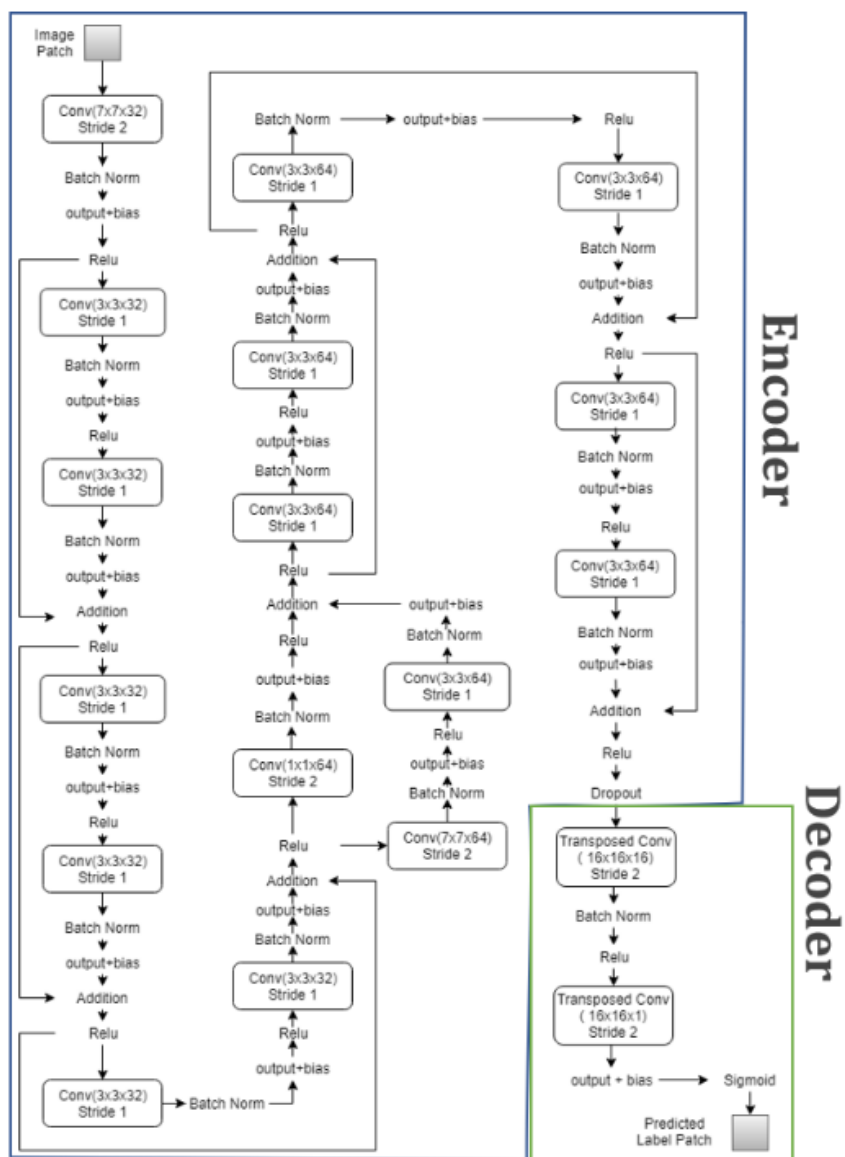 Image
Patch
Conv(7x7x32)
Stride 2
Batch Norm
output+bias
Relu
Conv(3x3x32)
Stride 1
Batch Norm
output+bias
Relu
Conv(3x3x32)
Stride 1
Batch Norm
output+bias
Addition
Relu
Conv(3x3x32)
Stride 1
Batch Norm
output+bias
Relu
Conv(3x3x32)
Stride 1
Batch Norm
output+bias
Addition
Relu
Conv(3x3x32)
Stride 1
Batch Norm
output+bias
Relu
Conv(3x3x32)
Stride 1
Batch Norm
output+bias
Addition
Relu
Conv(1x1x64)
Stride 2
Batch Norm
output+bias
Relu
Addition
Conv(7x7x64)
Stride 2
Batch Norm
output+bias
Relu
Conv(3x3x64)
Stride 1
Batch Norm
output+bias
Relu
Conv(3x3x64)
Stride 1
Batch Norm
output+bias
Relu
Conv(3x3x64)
Stride 1
Batch Norm
output+bias
Addition
Relu
Conv(3x3x64)
Stride 1
Batch Norm
output+bias
Relu
Conv(3x3x64)
Stride 1
Batch Norm
output+bias
Addition
Relu
Conv(3x3x64)
Stride 1
Batch Norm
output+bias
Relu
Conv(3x3x64)
Stride 1
Batch Norm
output+bias
Addition
Relu
Dropout
Encoder
Transposed Conv
( 16x16x16)
Stride 2
Batch Norm
Relu
Transposed Conv
( 16x16x1)
Stride 2
output + bias
Sigmoid
Predicted
Label Patch
Decoder